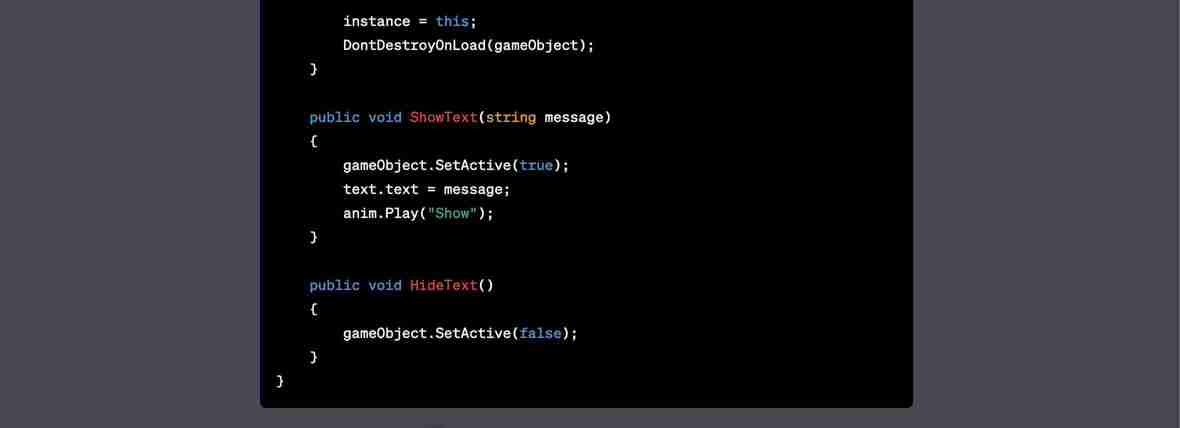 instance = this;
DontDestroyOnLoad(gameObject);
}
public void ShowText(string message)
{
gameObject.SetActive(true);
text.text = message;
anim.Play("Show");
}
public void HideText()
{
gameObject.SetActive(false);
}
}